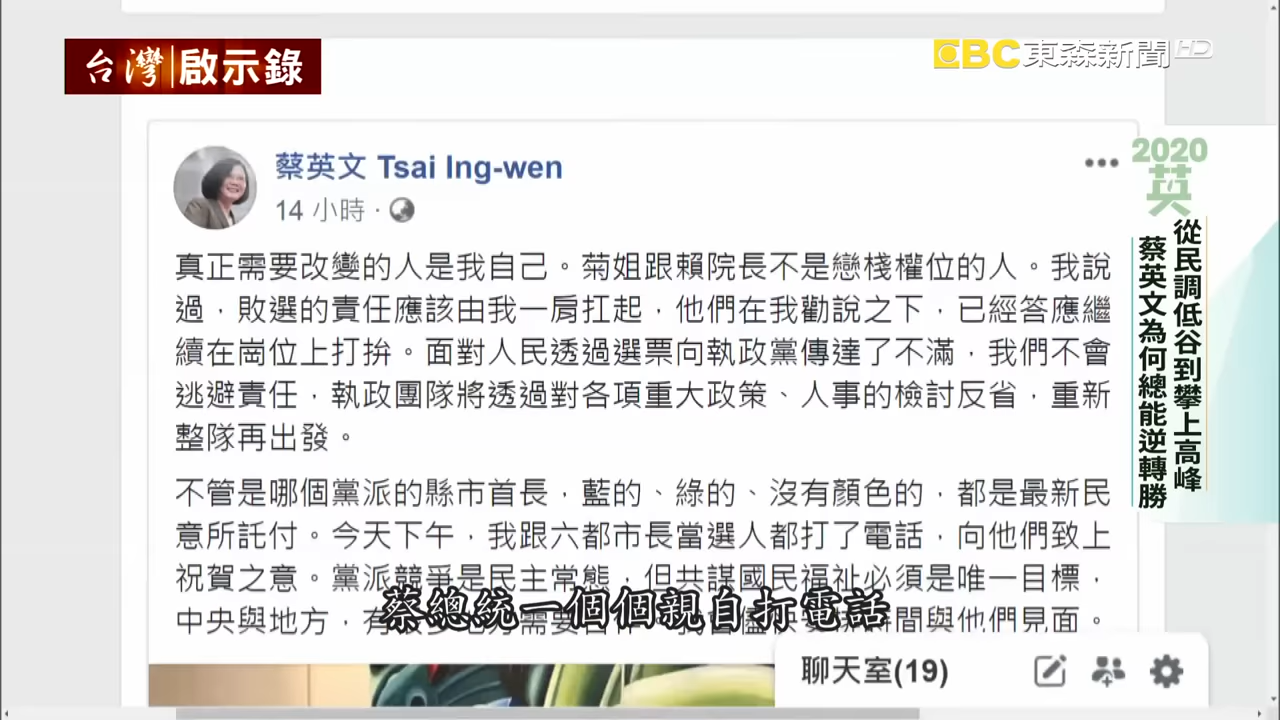 台灣 啟示錄
EBC 東森新聞 HD
蔡英文 Tsai Ing-wen
14 小時
真正需要改變的人是我自己。菊姐跟賴院長不是戀棧權位的人。我說
過，敗選的責任應該由我一肩扛起，他們在我勸說之下，已經答應繼
續在崗位上打拚。面對人民透過選票向執政黨傳達了不滿，我們不會
逃避責任，執政團隊將透過對各項重大政策、人事的檢討反省，重新
整隊再出發。
不管是哪個黨派的縣市首長，藍的、綠的、沒有顏色的，都是最新民
意所託付。今天下午，我跟六都市長當選人都打了電話，向他們致上
祝賀之意。黨派競爭是民主常態，但共謀國民福祉必須是唯一目標，
中央與地方，有
時間與他們見面。
蔡總統一個個親自打電話
聊天室(19)
2020
英
從民調低谷到攀上高峰
蔡英文為何總能逆轉勝